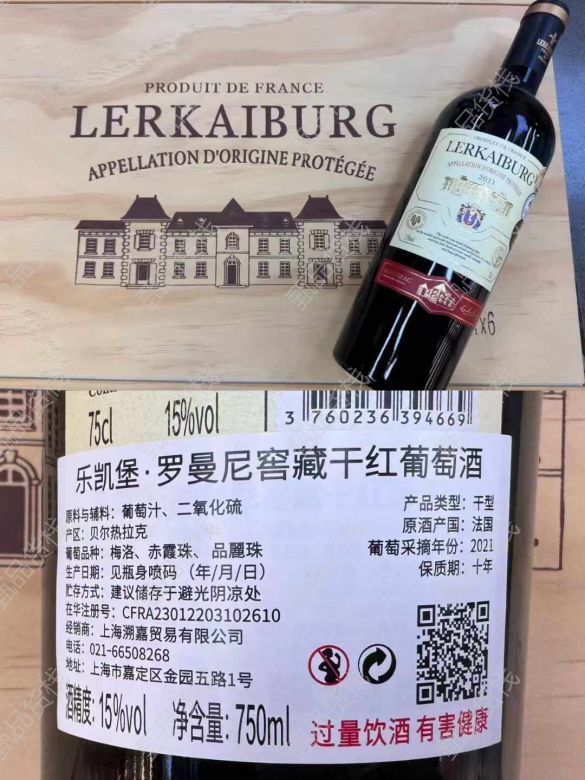 PRODUIT DE FRANCE
LERKAIBURG
APPELLATION D'ORIGINE PROTÉGÉE
x6
PRODUIT DE FRANCE
LERKAIBURG
APPELLATION D'ORIGINE PROTÉGÉE
2021
75cl
15%vol
3 760236 394669
乐凯堡·罗曼尼窖藏干红葡萄酒
原料与辅料：葡萄汁、二氧化硫
产区：贝尔热拉克
葡萄品种：梅洛、赤霞珠、品麗珠
生产日期：见瓶身喷码（年/月/日）
贮存方式：建议储存于避光阴凉处
在华注册号：CFRA23012203102610
经销商：上海溯嘉贸易有限公司
电话：021-66508268
地址：上海市嘉定区金园五路1号
产品类型：干型
原酒产国：法国
葡萄采摘年份：2021
保质期：十年
酒精度：15%vol 净含量：750ml
过量饮酒 有害健康